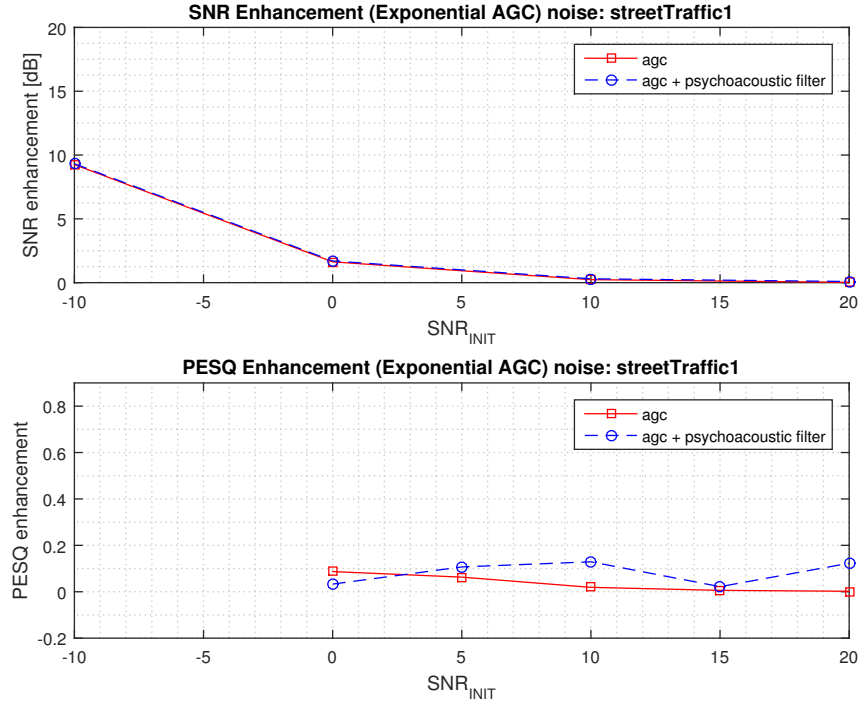 SNR Enhancement (Exponential AGC) noise: streetTraffic1
20
15
10
5
0
SNR enhancement [dB]
agc
agc + psychoacoustic filter
-10 -5 0 5 10 15 20
SNR_INIT
PESQ Enhancement (Exponential AGC) noise: streetTraffic1
0.8
0.6
0.4
0.2
0
-0.2
PESQ enhancement
agc
agc + psychoacoustic filter
-10 -5 0 5 10 15 20
SNR_INIT